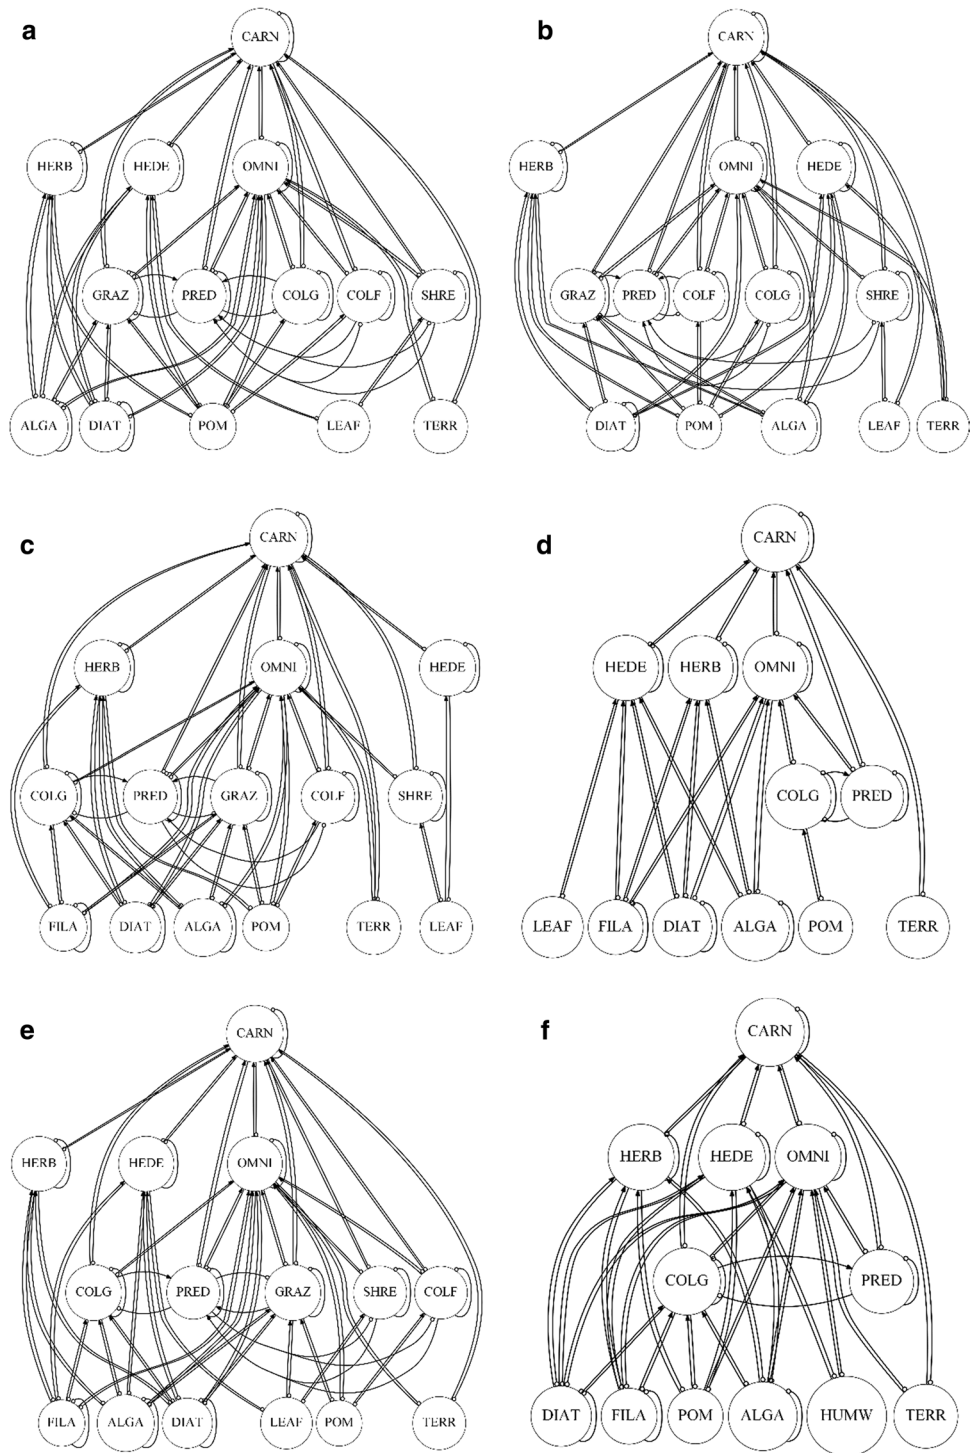 a
CARN
HERB HEDE OMNI
GRAZ PRED COLG COLF SHRE
ALGA DIAT POM LEAF TERR
b
CARN
HERB OMNI HEDE
GRAZ PRED COLF COLG SHRE
DIAT POM ALGA LEAF TERR
c
CARN
HERB OMNI HEDE
COLG PRED GRAZ COLF SHRE
FILA DIAT ALGA POM TERR LEAF
d
CARN
HEDE HERB OMNI
COLG PRED
LEAF FILA DIAT ALGA POM TERR
e
CARN
HERB HEDE OMNI
COLG PRED GRAZ SHRE COLF
FILA ALGA DIAT LEAF POM TERR
f
CARN
HERB HEDE OMNI
COLG PRED
DIAT FILA POM ALGA HUMW TERR